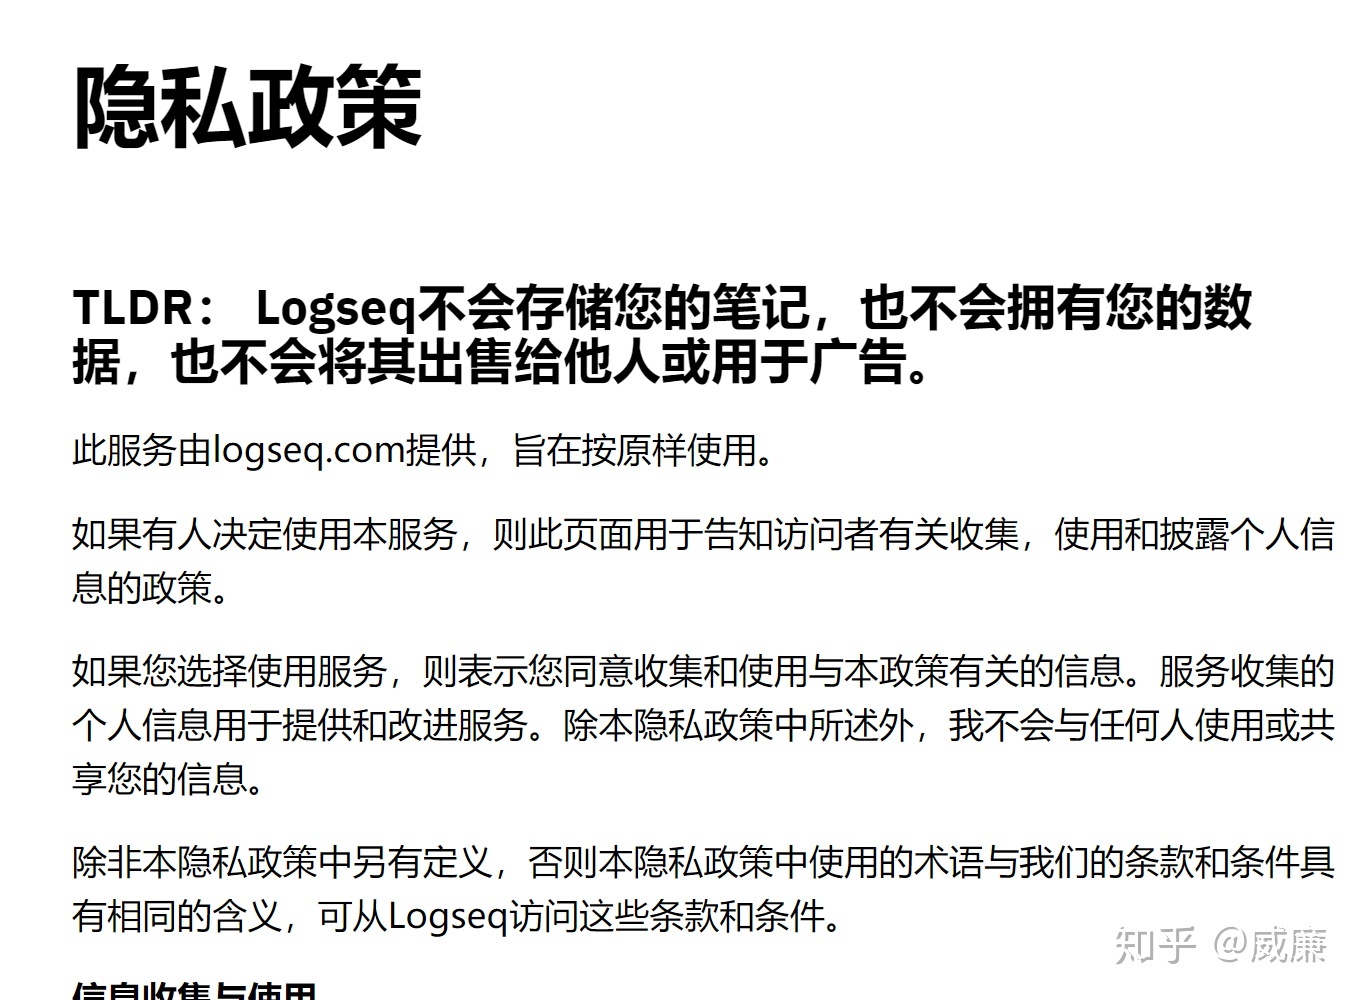 隐私政策
TLDR： Logseq不会存储您的笔记，也不会拥有您的数
据，也不会将其出售给他人或用于广告。
此服务由logseq.com提供，旨在按原样使用。
如果有人决定使用本服务，则此页面用于告知访问者有关收集，使用和披露个人信
息的政策。
如果您选择使用服务，则表示您同意收集和使用与本政策有关的信息。服务收集的
个人信息用于提供和改进服务。除本隐私政策中所述外，我不会与任何人使用或共
享您的信息。
除非本隐私政策中另有定义，否则本隐私政策中使用的术语与我们的条款和条件具
有相同的含义，可从Logseq访问这些条款和条件。
知乎 @威廉
信息收集与使用